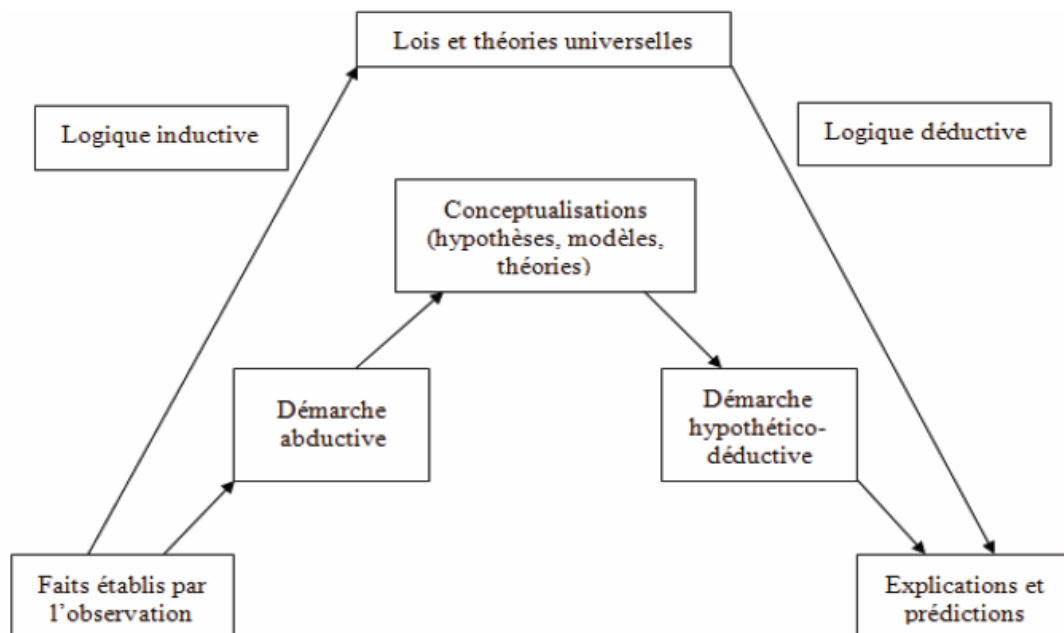 Lois et théories universelles
Logique inductive
Logique déductive
Conceptualisations
(hypothèses, modèles,
théories)
Démarche
abductive
Démarche
hypothético-
déductive
Faits établis par
l’observation
Explications et
prédictions